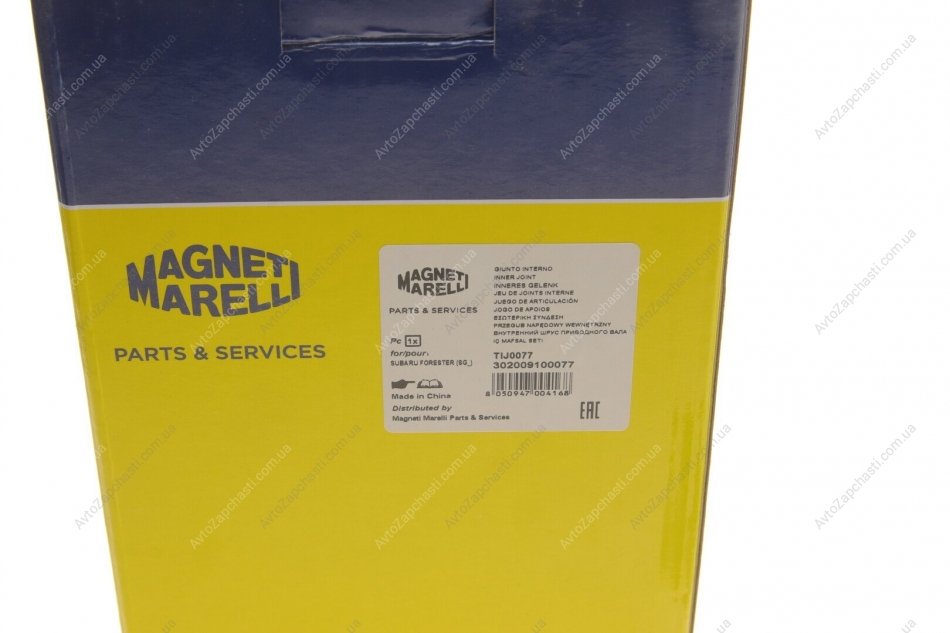 MAGNETI
MARELLI
PARTS & SERVICES
MAGNETI
MARELLI
PARTS & SERVICES
Pc 1x
for/pour:
SUBARU FORESTER (SG_)
Made in China
Distributed by
Magneti Marelli Parts & Services
GIUNTO INTERNO
INNER JOINT
INNERES GELENK
JEU DE JOINTS INTERNE
JUEGO DE ARTICULACIÓN
JOGO DE APOIOS
ΕΣΩΤΕΡΙΚΗ ΣΥΝΔΕΣΗ
PRZEGUB NAPĘDOWY WEWNĘTRZNY
ВНУТРЕННИЙ ШРУС ПРИВОДНОГО ВАЛА
IÇ MAFSAL SETI
TIJ0077
302009100077
8 050947 004168
EAC
AvtoZapchasti.com.ua